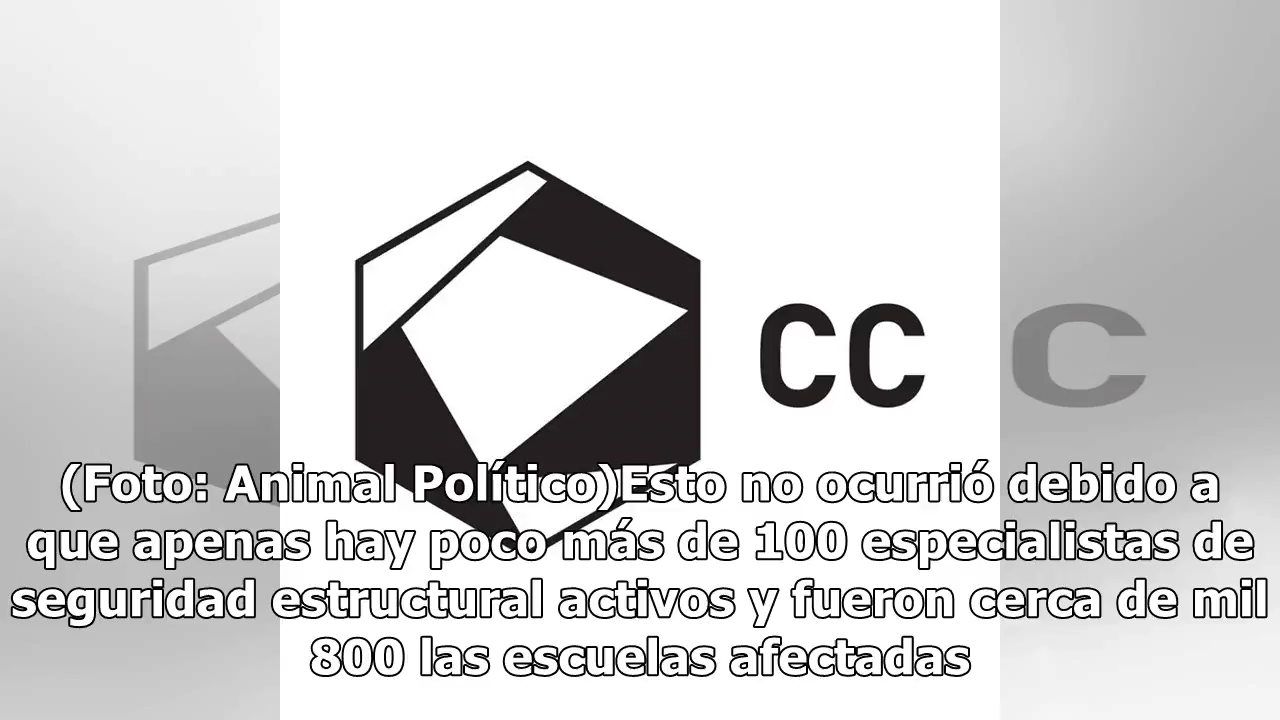 CC
C
(Foto: Animal Político)Esto no ocurrió debido a
que apenas hay poco más de 100 especialistas de
seguridad estructural activos y fueron cerca de mil
800 las escuelas afectadas